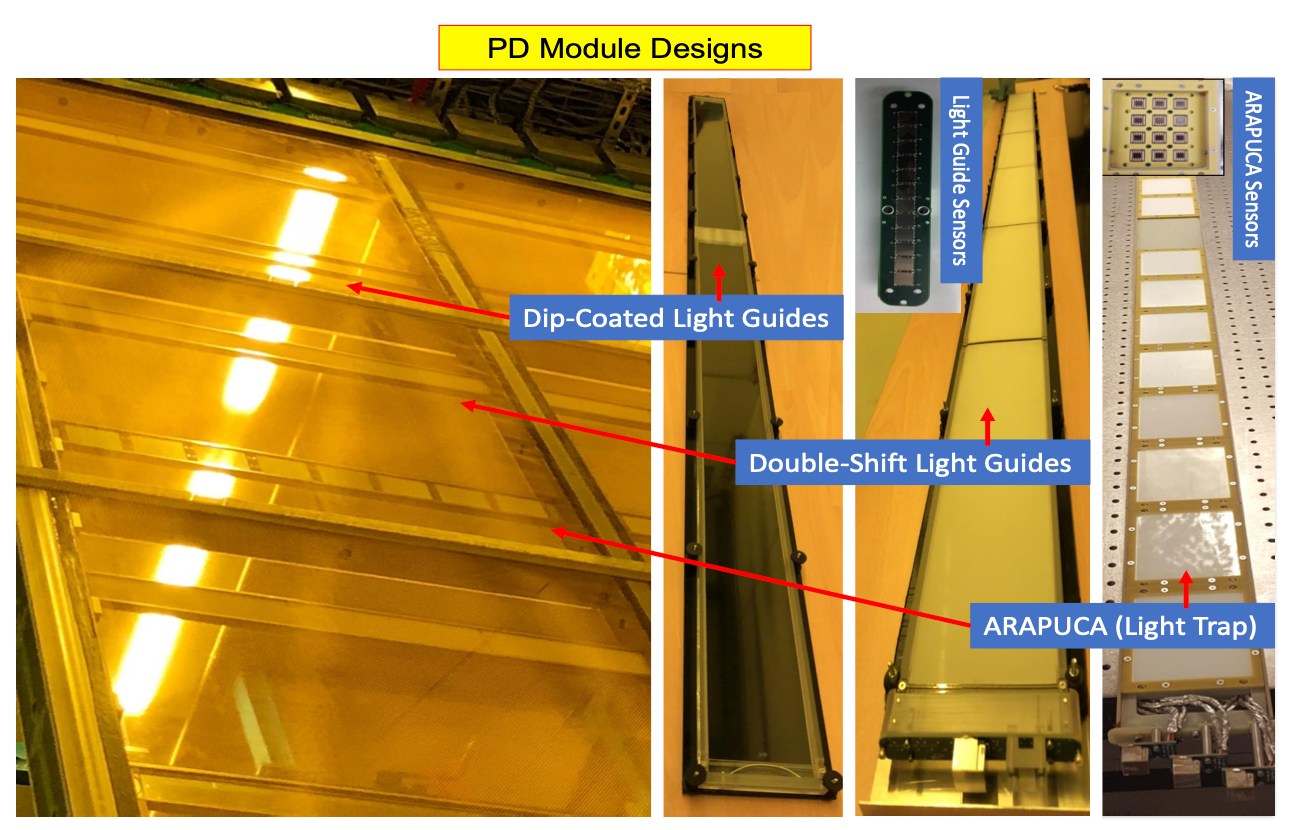 PD Module Designs
Light Guide Sensors
ARAPUCA Sensors
Dip-Coated Light Guides
Double-Shift Light Guides
ARAPUCA (Light Trap)